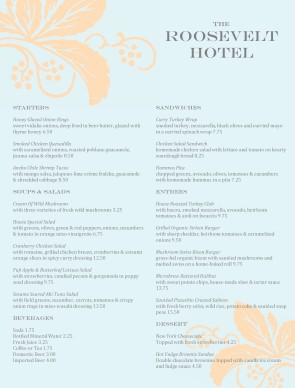 THE
ROOSEVELT
HOTEL
STARTERS
Honey Glazed Onion Rings
sweet vidalia onions, deep fried in beer batter, glazed with
thyme honey 6.50
Smoked Chicken Quesadilla
with caramelized onions, roasted poblano guacamole,
salsa & chipotle 8.50
Ancho Chile Shrimp Tacos
with mango salsa, jalapeno-lime crème fraîche, guacamole
& shredded cabbage 8.50
SOUPS & SALADS
Cream Of Wild Mushroom
with three varieties of fresh wild mushrooms 5.25
House Special Salad
with greens, olives, green & red peppers, onions, cucumbers
& tomato in orange miso vinaigrette 6.75
Cranberry Chicken Salad
with romaine, grilled chicken breast, cranberries &
orange slices in spicy curry dressing 12.50
Fuji Apple & Butterleaf Lettuce Salad
with strawberries, candied pecans & gorgonzola in poppy
seed dressing 9.75
Sesame Seared Ahi Tuna Salad
with field greens, cucumber, carrots, tomatoes & crispy
onion rings in miso wasabi dressing 13.50
BEVERAGES
Soda 1.75
Bottled Mineral Water 2.25
Fresh Juice 3.25
Coffee or Tea 1.75
Domestic Beer 3.00
Imported Beer 5.00
SANDWICHES
Curry Turkey Wrap
smoked turkey, mozzarella, black olives and curried mayo
in a spinach wrap 7.75
Chicken Salad Sandwich
homemade chicken salad with lettuce and tomato on hearty
sourdough bread 8.25
Hummus Pita
chopped greens, avocado, olives, tomatoes & cucumbers
with homemade hummus in a pita 7.25
ENTREES
House Roasted Turkey Club
with bacon, smoked mozzarella, avocado, heirloom
tomatoes & aioli on brioche 9.75
Grilled Organic Sirloin Burger
with sharp cheddar, heirloom tomatoes & caramelized
onions 9.50
Mushroom Swiss Bison Burger
grass-fed organic bison with sautéed mushrooms and
melted swiss on a home-baked roll 9.75
Microbrew Battered Halibut
with sweet potato chips, house-made slaw & tartar sauce
13.75
Sautéed Pistachio Crusted Salmon
with fresh berry salsa, wild rice, potato cake & snap
peas 15.50
DESSERT
New York Cheesecake
Topped with fresh strawberries 4.25
Hot Fudge Brownie Sundae
Double chocolate brownies topped with vanilla ice cream
and fudge sauce 4.50